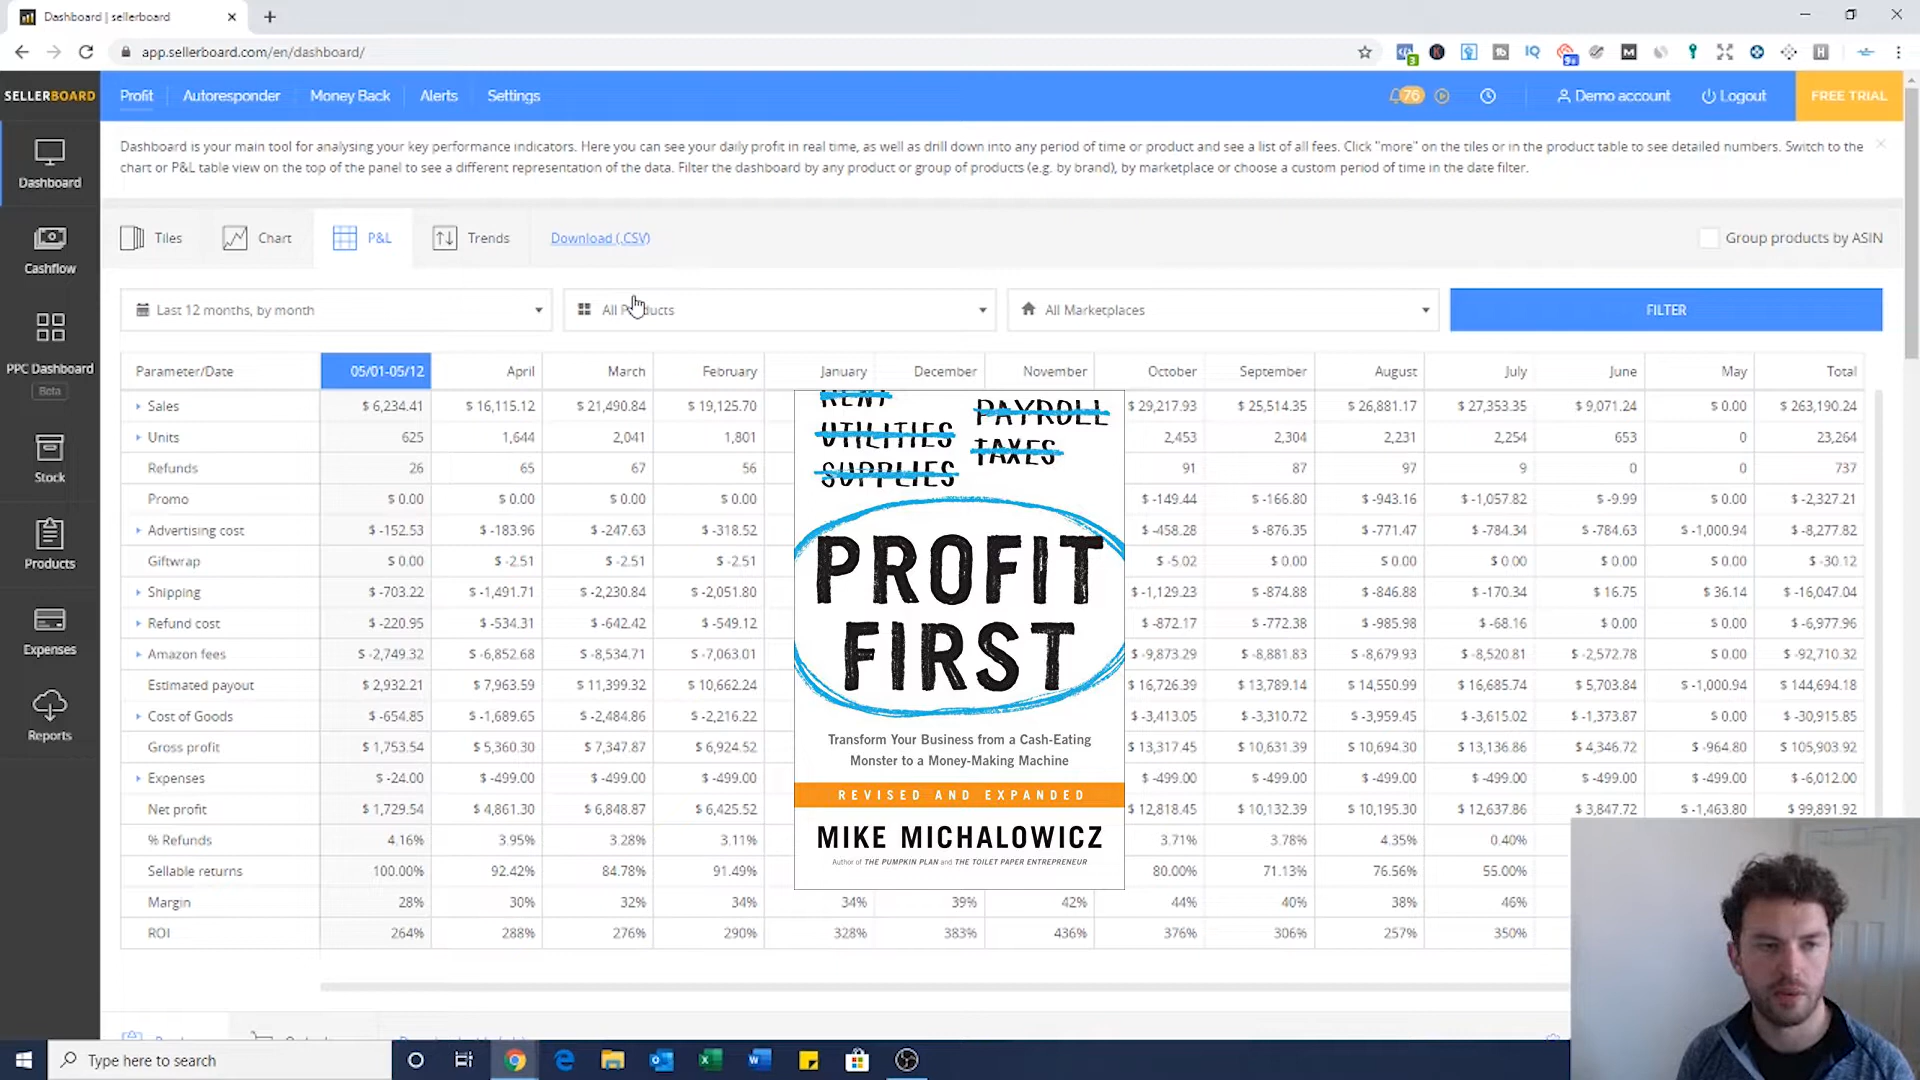 Dashboard | sellerboard
app.sellerboard.com/en/dashboard/
SELLERBOARD
Profit
Autoresponder
Money Back
Alerts
Settings
76
Demo account
Logout
FREE TRIAL
Dashboard is your main tool for analysing your key performance indicators. Here you can see your daily profit in real time, as well as drill down into any period of time or product and see a list of all fees. Click "more" on the tiles or in the product table to see detailed numbers. Switch to the
chart or P&L table view on the top of the panel to see a different representation of the data. Filter the dashboard by any product or group of products (e.g. by brand), by marketplace or choose a custom period of time in the date filter.
Dashboard
Cashflow
PPC Dashboard
Beta
Stock
Products
Expenses
Reports
Tiles
Chart
P&L
Trends
Download (.CSV)
Group products by ASIN
Last 12 months, by month
All Marketplaces
FILTER
Parameter/Date 05/01-05/12 April March February January December November October September August July June May Total
Sales $ 6,234.41 $ 16,115.12 $ 21,490.84 $ 19,125.70 $ 29,217.93 $ 25,514.35 $ 26,881.17 $ 27,353.35 $ 9,071.24 $ 0.00 $ 263,190.24
Units 625 1,644 2,041 1,801 2,453 2,304 2,231 2,254 653 0 23,264
Refunds 26 65 67 56 91 87 97 9 0 0 737
Promo $ 0.00 $ 0.00 $ 0.00 $ 0.00 $ -149.44 $ -166.80 $ -943.16 $ -1,057.82 $ -9.99 $ 0.00 $ -2,327.21
Advertising cost $ -152.53 $ -183.96 $ -247.63 $ -318.52 $ -458.28 $ -876.35 $ -771.47 $ -784.34 $ -784.63 $ -1,000.94 $ -8,277.82
Giftwrap $ 0.00 $ -2.51 $ -2.51 $ -2.51 $ -5.02 $ 0.00 $ 0.00 $ 0.00 $ 0.00 $ 0.00 $ -30.12
Shipping $ -703.22 $ -1,491.71 $ -2,230.84 $ -2,051.80 $ -1,129.23 $ -874.88 $ -846.88 $ -170.34 $ 16.75 $ 36.14 $ -16,047.04
Refund cost $ -220.95 $ -534.31 $ -642.42 $ -549.12 $ -872.17 $ -772.38 $ -985.98 $ -68.16 $ 0.00 $ 0.00 $ -6,977.96
Amazon fees $ -2,749.32 $ -6,852.68 $ -8,534.71 $ -7,063.01 $ -9,873.29 $ -8,881.83 $ -8,679.93 $ -8,520.81 $ -2,572.78 $ 0.00 $ -92,710.32
Estimated payout $ 2,932.21 $ 7,963.59 $ 11,399.32 $ 10,662.24 $ 16,726.39 $ 13,789.14 $ 14,550.99 $ 16,685.74 $ 5,703.84 $ -1,000.94 $ 144,694.18
Cost of Goods $ -654.85 $ -1,689.65 $ -2,484.86 $ -2,216.22 $ -3,413.05 $ -3,310.72 $ -3,959.45 $ -3,615.02 $ -1,373.87 $ 0.00 $ -30,915.85
Gross profit $ 1,753.54 $ 5,360.30 $ 7,347.87 $ 6,924.52 $ 13,317.45 $ 10,631.39 $ 10,694.30 $ 13,136.86 $ 4,346.72 $ -964.80 $ 105,903.92
Expenses $ -24.00 $ -499.00 $ -499.00 $ -499.00 $ -499.00 $ -499.00 $ -499.00 $ -499.00 $ -499.00 $ -499.00 $ -6,012.00
Net profit $ 1,729.54 $ 4,861.30 $ 6,848.87 $ 6,425.52 $ 12,818.45 $ 10,132.39 $ 10,195.30 $ 12,637.86 $ 3,847.72 $ -1,463.80 $ 99,891.92
% Refunds 4.16% 3.95% 3.28% 3.11% 3.71% 3.78% 4.35% 0.40%
Sellable returns 100.00% 92.42% 84.78% 91.49% 80.00% 71.13% 76.56% 55.00%
Margin 28% 30% 32% 34% 34% 39% 42% 44% 40% 38% 46%
ROI 264% 288% 276% 290% 328% 383% 436% 376% 306% 257% 350%
RENT
PAYROLL
UTILITIES
TAXES
SUPPLIES
PROFIT
FIRST
Transform Your Business from a Cash-Eating
Monster to a Money-Making Machine
REVISED AND EXPANDED
MIKE MICHALOWICZ
Author of THE PUMPKIN PLAN and THE TOILET PAPER ENTREPRENEUR
Type here to search